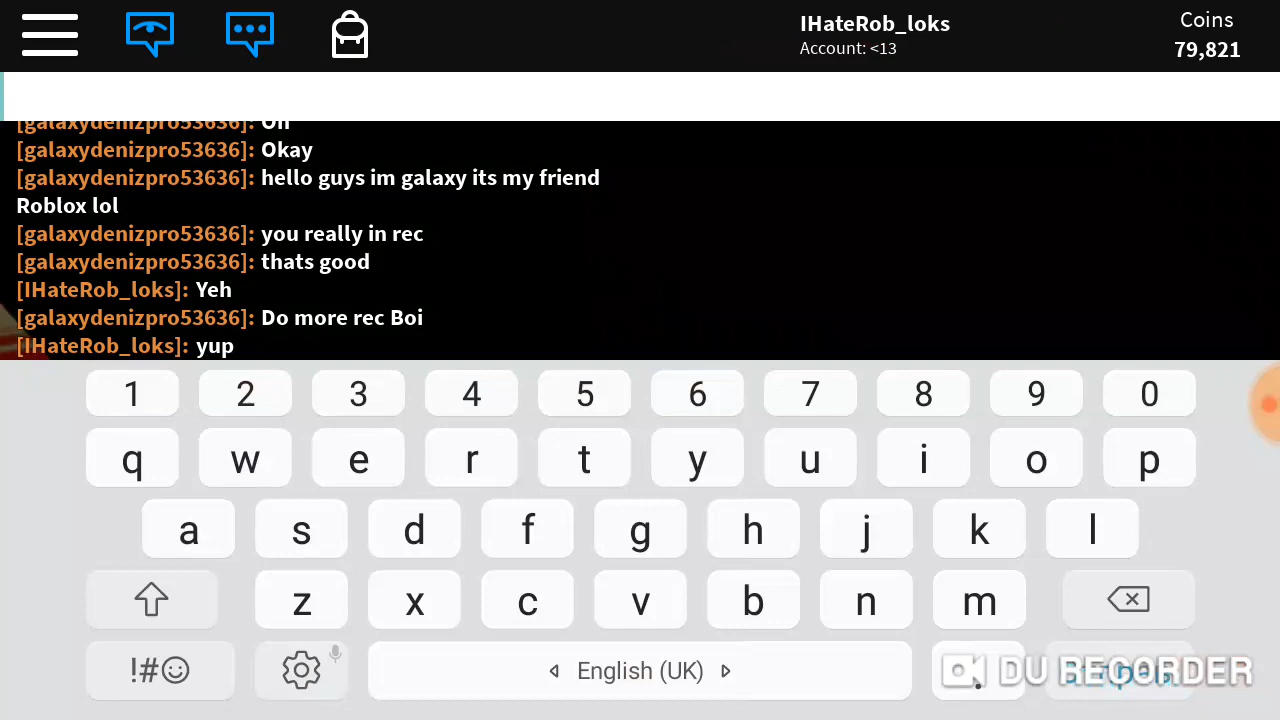 IHateRob_loks
Account: <13
Coins
79,821
[galaxydenizpro53636]: Oh
[galaxydenizpro53636]: Okay
[galaxydenizpro53636]: hello guys im galaxy its my friend
Roblox lol
[galaxydenizpro53636]: you really in rec
[galaxydenizpro53636]: thats good
[IHateRob_loks]: Yeh
[galaxydenizpro53636]: Do more rec Boi
[IHateRob_loks]: yup
1 2 3 4 5 6 7 8 9 0
q w e r t y u i o p
a s d f g h j k l
z x c v b n m
!#☺ English (UK) .
DU RECORDER